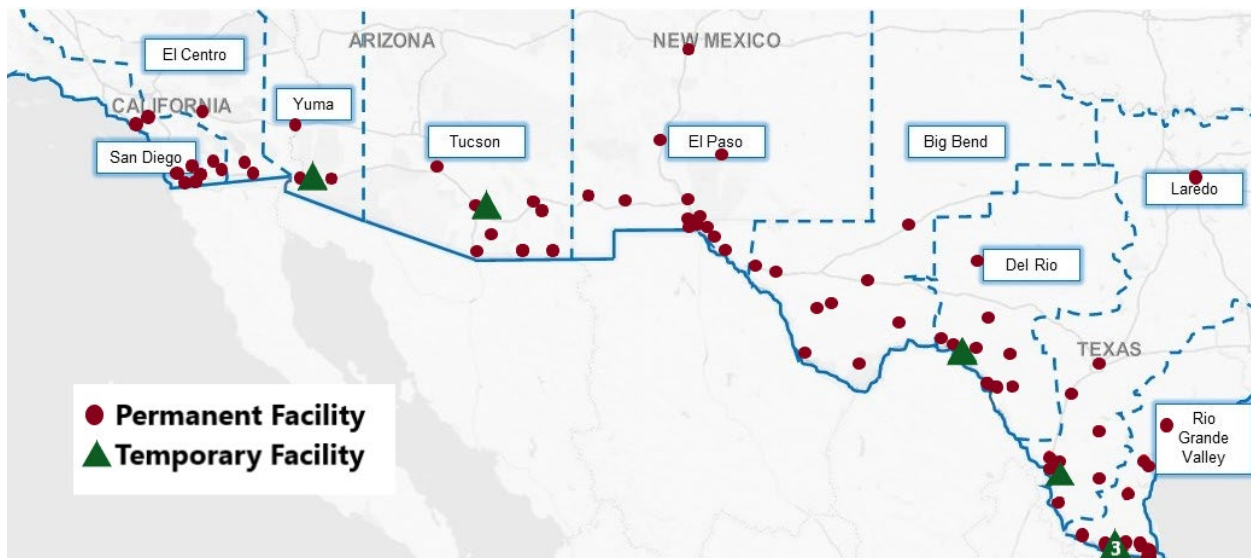 El Centro
ARIZONA
NEW MEXICO
CALIFORNIA
Yuma
San Diego
Tucson
El Paso
Big Bend
Laredo
Del Rio
TEXAS
Permanent Facility
Temporary Facility
Rio
Grande
Valley
3